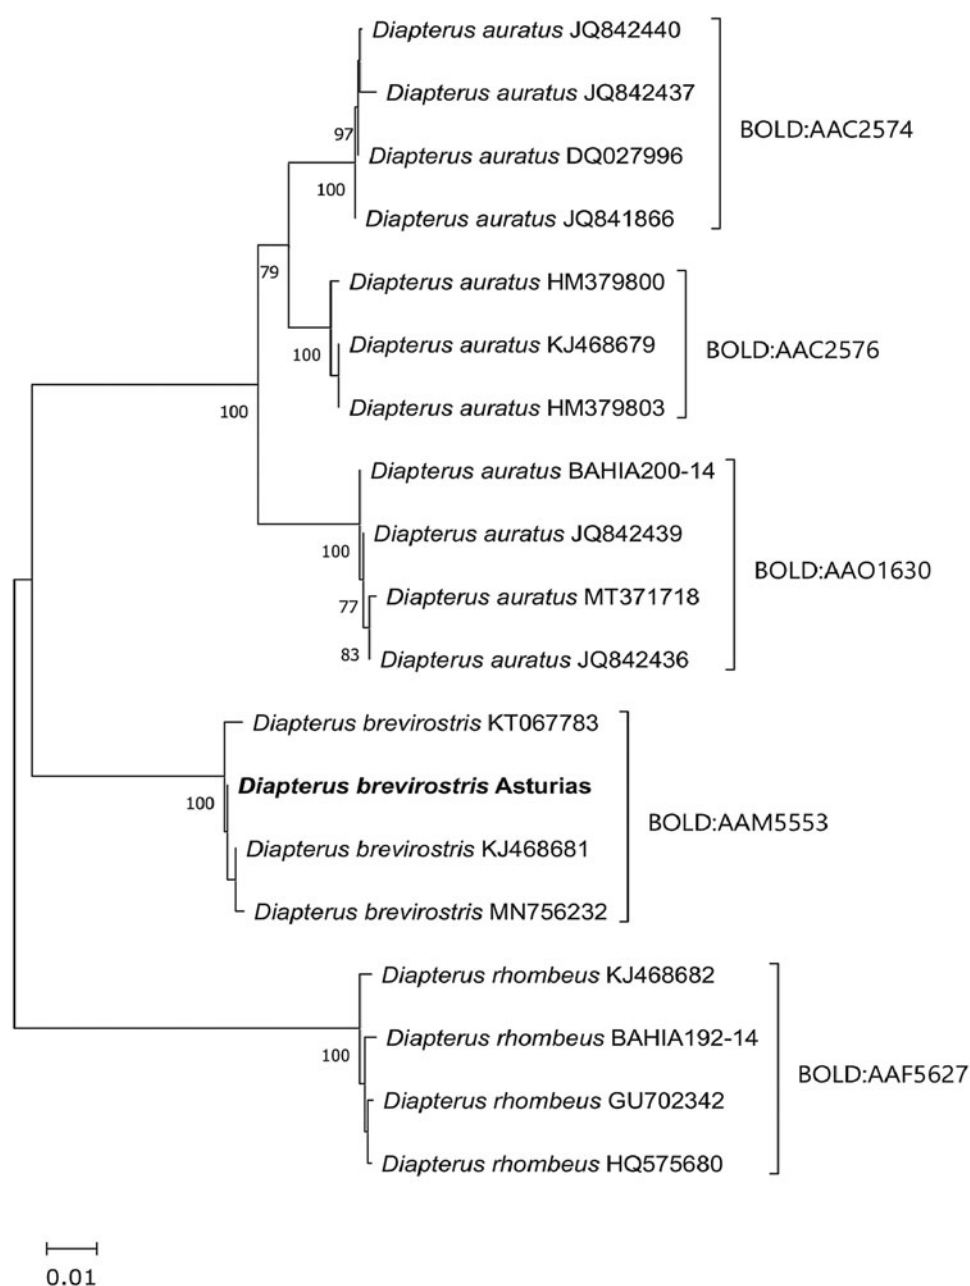 Diapterus auratus JQ842440
Diapterus auratus JQ842437
97
BOLD:AAC2574
Diapterus auratus DQ027996
100
Diapterus auratus JQ841866
79
Diapterus auratus HM379800
Diapterus auratus KJ468679
100
BOLD:AAC2576
Diapterus auratus HM379803
100
Diapterus auratus BAHIA200-14
Diapterus auratus JQ842439
100
BOLD:AAO1630
Diapterus auratus MT371718
77
Diapterus auratus JQ842436
83
Diapterus brevirostris KT067783
Diapterus brevirostris Asturias
100
BOLD:AAM5553
Diapterus brevirostris KJ468681
Diapterus brevirostris MN756232
Diapterus rhombeus KJ468682
Diapterus rhombeus BAHIA192-14
100
BOLD:AAF5627
Diapterus rhombeus GU702342
Diapterus rhombeus HQ575680
0.01